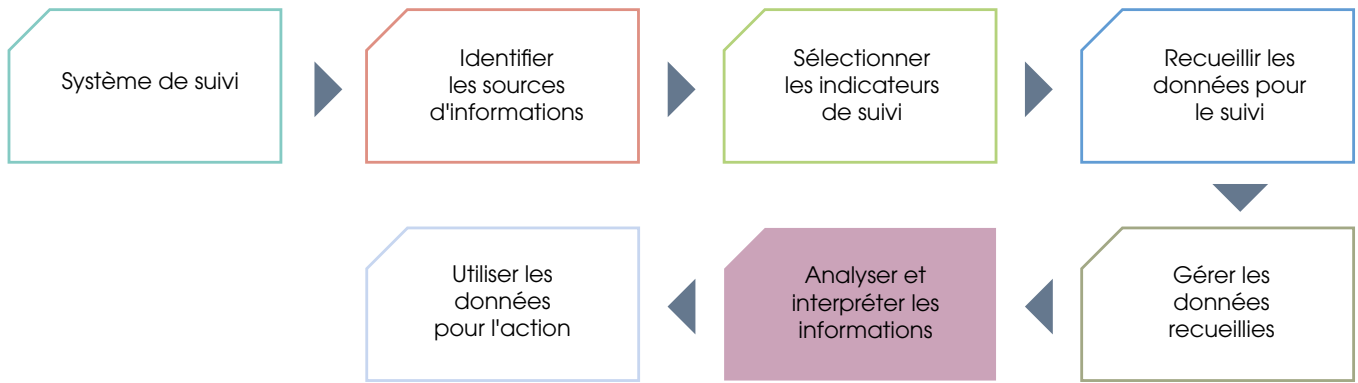 Système de suivi
Identifier
les sources
d'informations
Sélectionner
les indicateurs
de suivi
Recueillir les
données pour
le suivi
Gérer les
données
recueillies
Analyser et
interpréter les
informations
Utiliser les
données
pour l'action